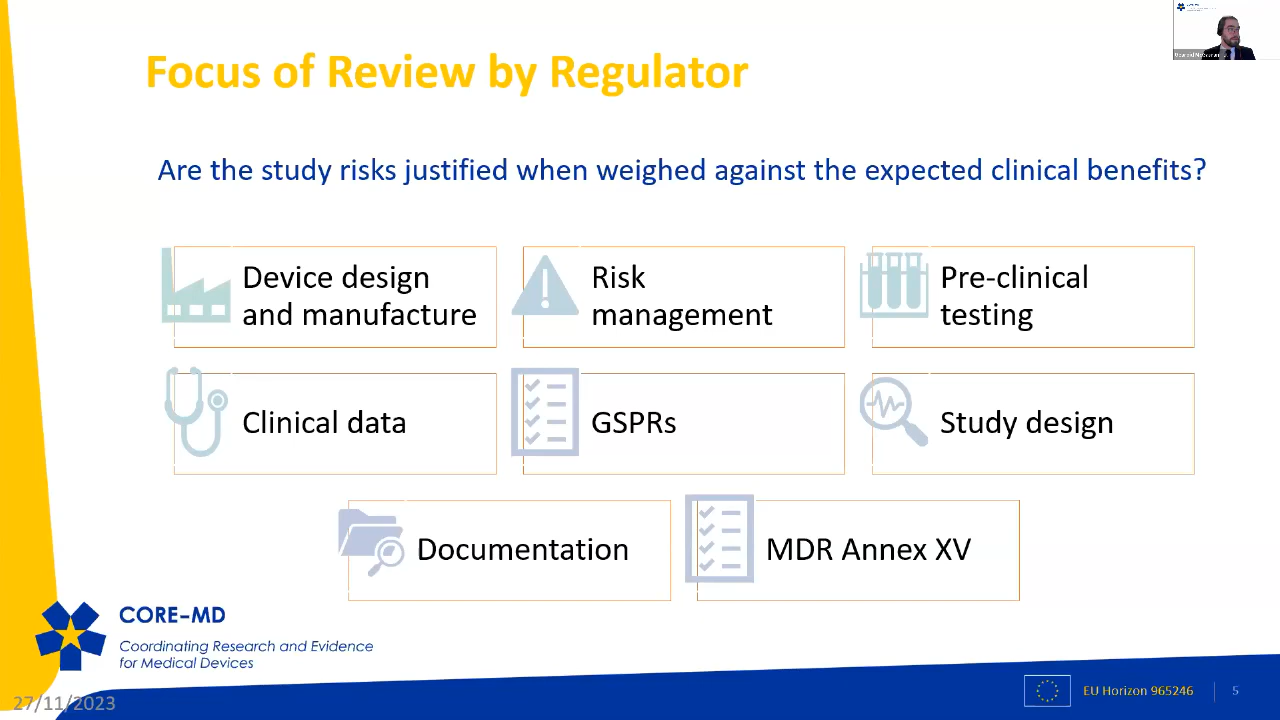 Focus of Review by Regulator
Are the study risks justified when weighed against the expected clinical benefits?
Device design
and manufacture
Risk
management
Pre-clinical
testing
Clinical data
GSPRs
Study design
Documentation
MDR Annex XV
CORE–MD
Coordinating Research and Evidence
for Medical Devices
27/11/2023
EU Horizon 965246
5